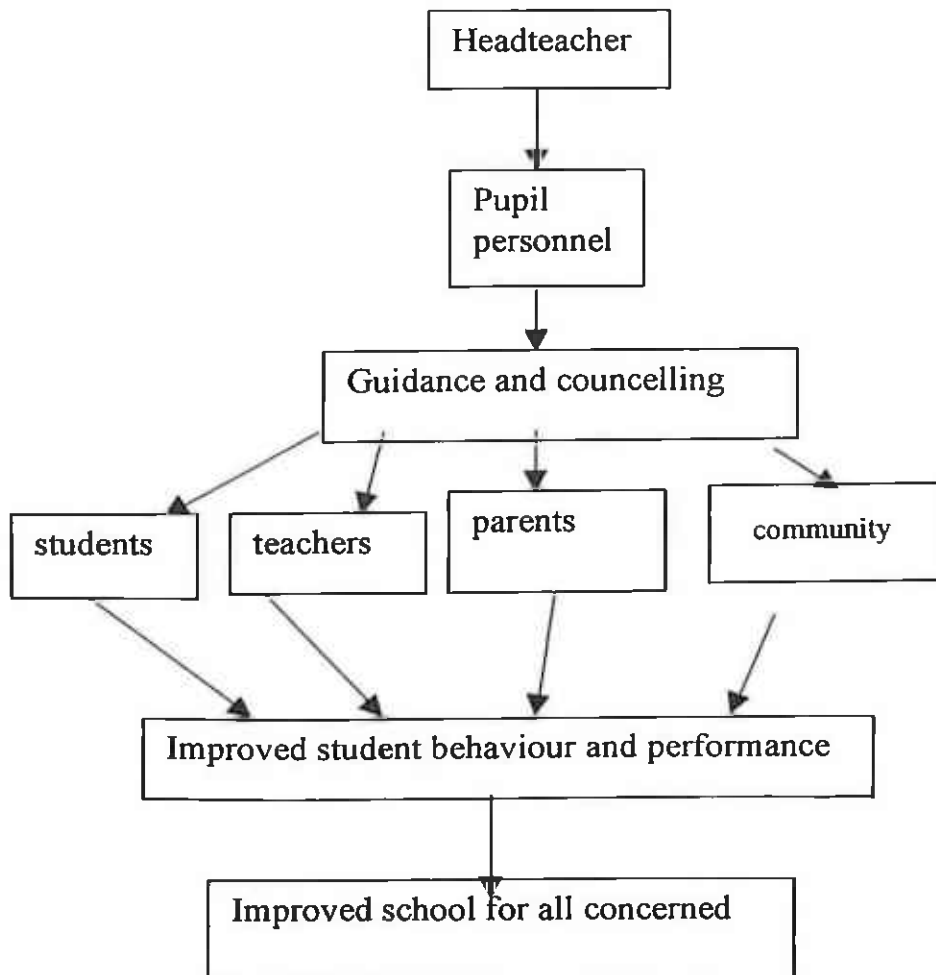 Headteacher
Pupil
personnel
Guidance and councelling
students
teachers
parents
community
Improved student behaviour and performance
Improved school for all concerned